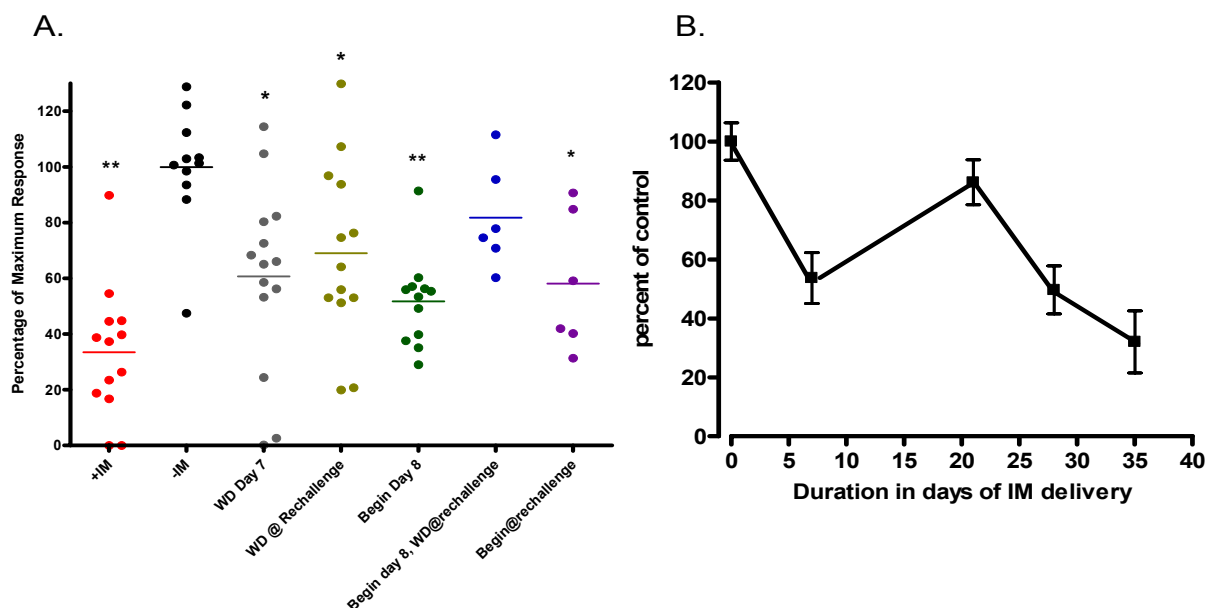 A.
B.
Percentage of Maximum Response
120
100
80
60
40
20
0
**
*
*
**
*
+IM
-IM
WD Day 7
WD @ Rechallenge
Begin Day 8
Begin day 8, WD@rechallenge
Begin@rechallenge
percent of control
120
100
80
60
40
20
0
0 5 10 15 20 25 30 35 40
Duration in days of IM delivery